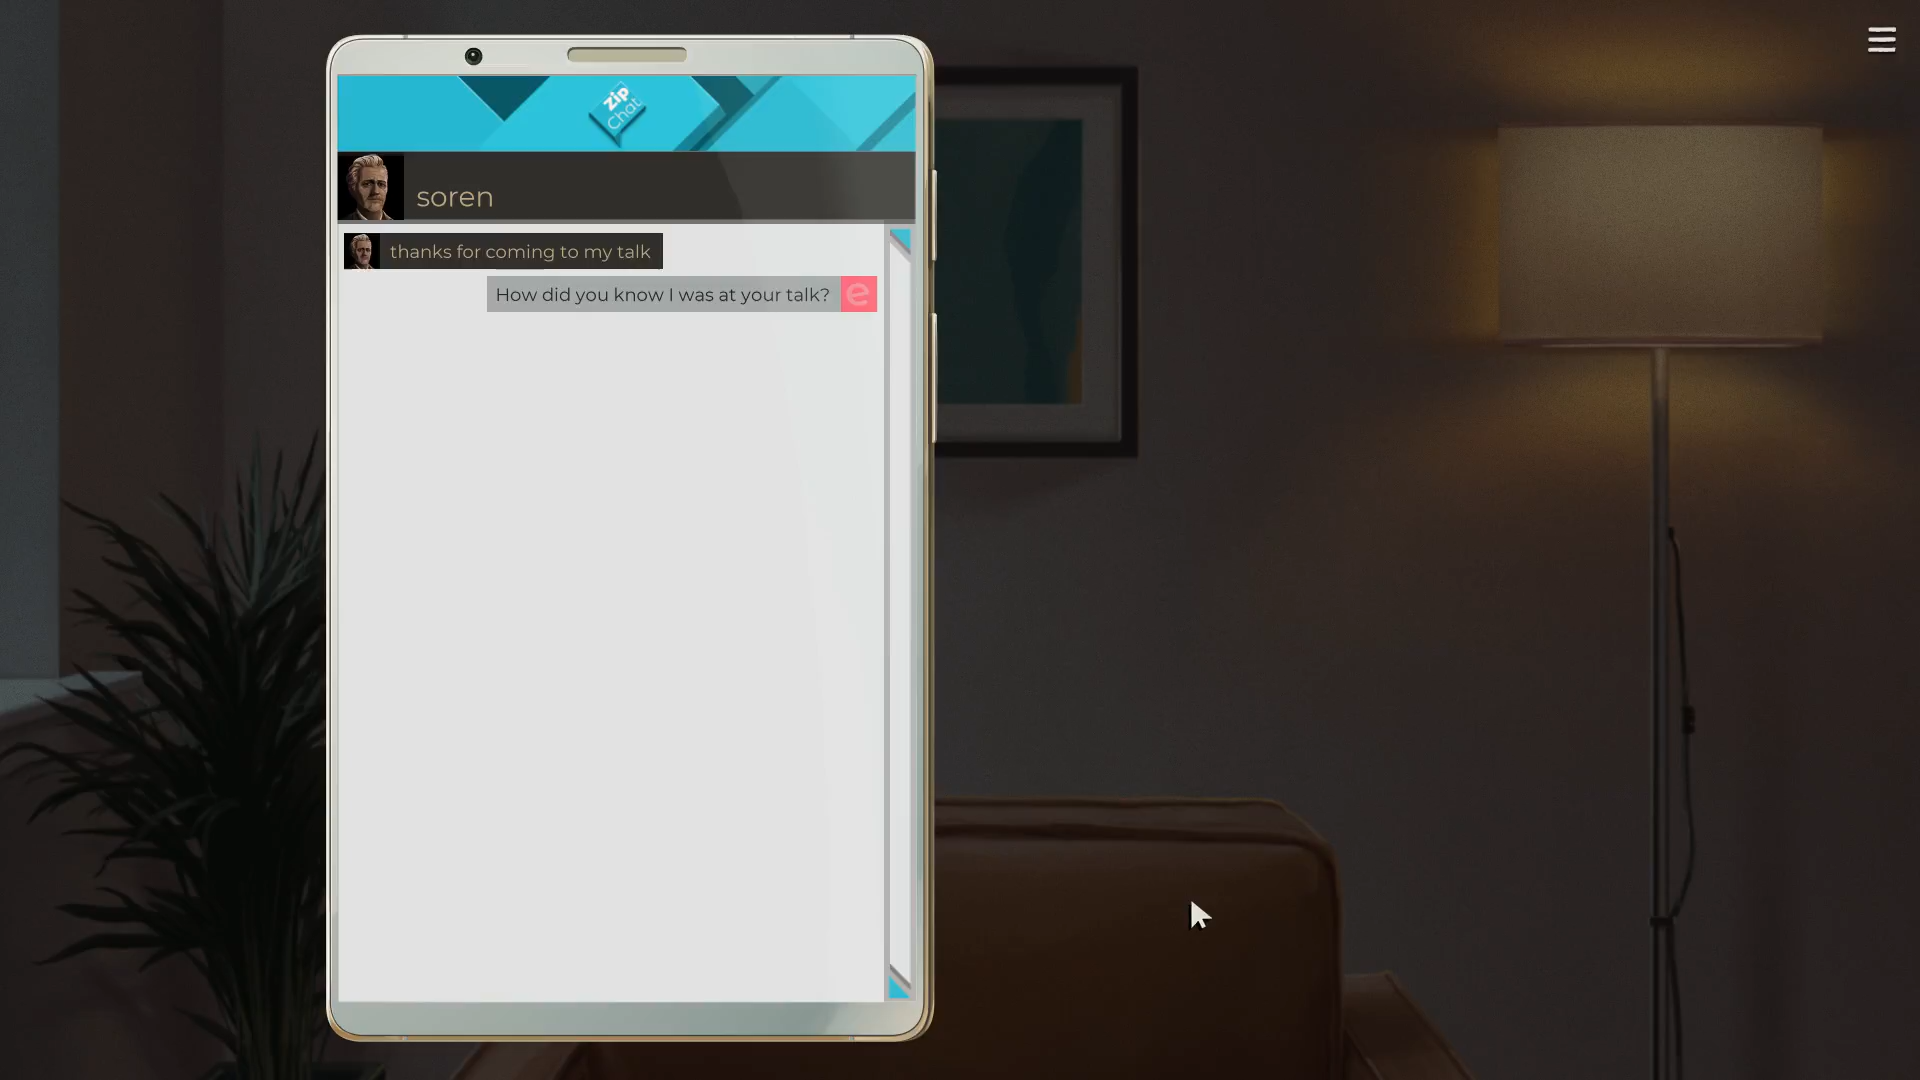 zip
Chat
soren
thanks for coming to my talk
How did you know I was at your talk?
e